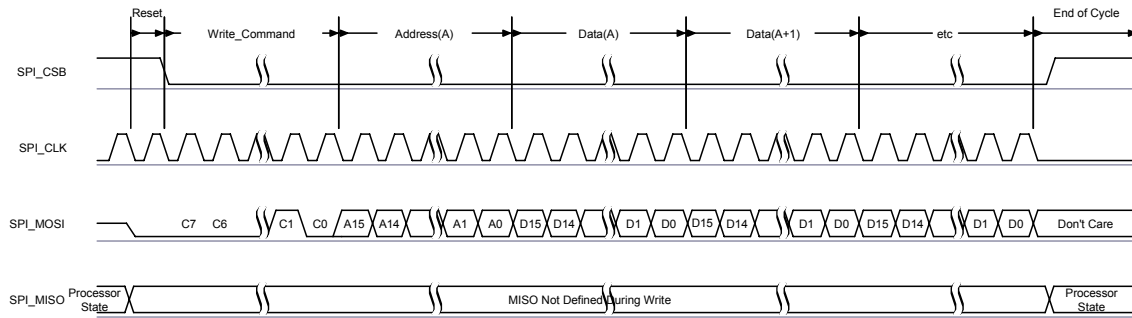 Reset
End of Cycle
Write_Command Address(A) Data(A) Data(A+1) etc
SPI_CSB
SPI_CLK
SPI_MOSI C7 C6 C1 C0 A15 A14 A1 A0 D15 D14 D1 D0 D15 D14 D1 D0 D15 D14 D1 D0 Don't Care
SPI_MISO Processor State MISO Not Defined During Write Processor State